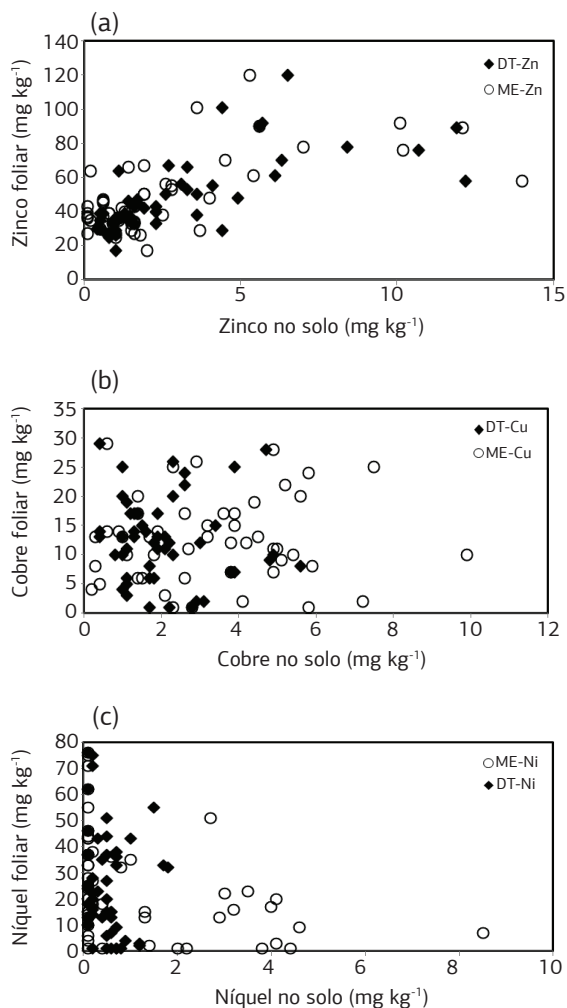 (a)
140
120
100
80
60
40
20
0
Zinco foliar (mg kg⁻¹)
DT-Zn
ME-Zn
0 5 10 15
Zinco no solo (mg kg⁻¹)
(b)
35
30
25
20
15
10
5
0
Cobre foliar (mg kg⁻¹)
DT-Cu
ME-Cu
0 2 4 6 8 10 12
Cobre no solo (mg kg⁻¹)
(c)
80
70
60
50
40
30
20
10
0
Níquel foliar (mg kg⁻¹)
ME-Ni
DT-Ni
0 2 4 6 8 10
Níquel no solo (mg kg⁻¹)